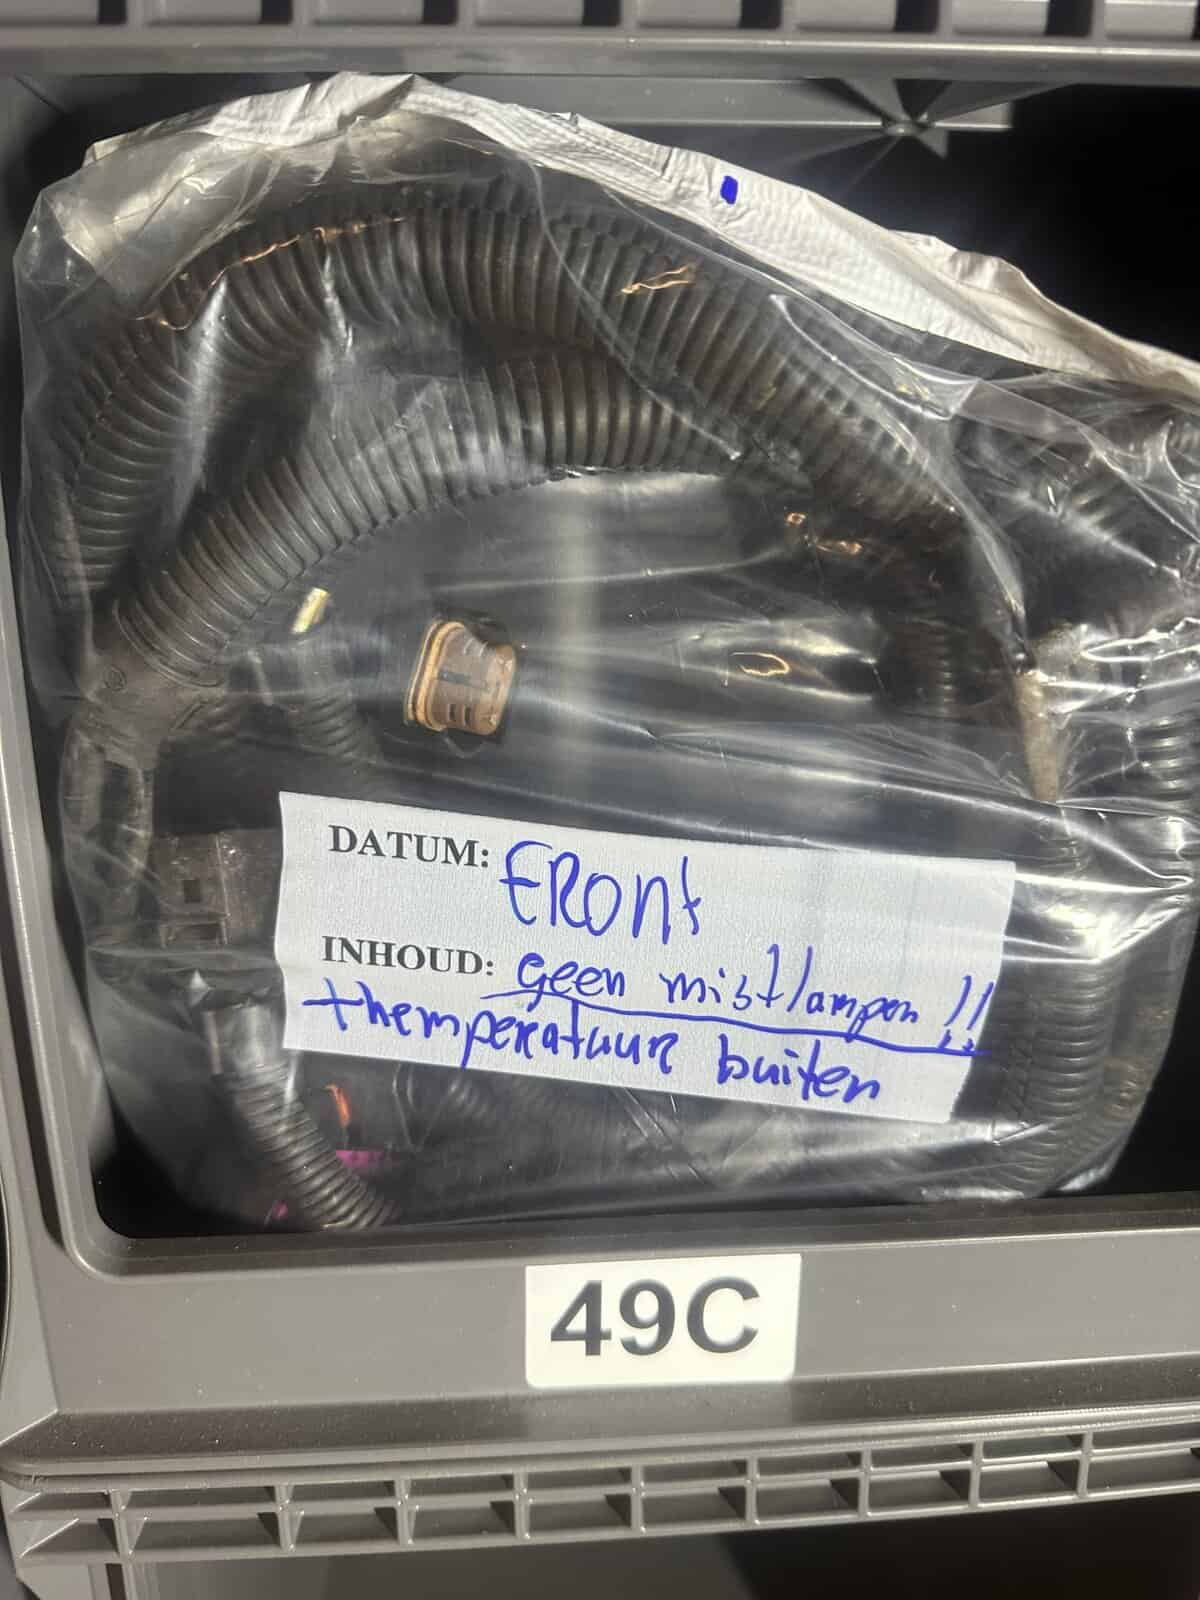 DATUM: FRont
INHOUD: geen mistlampen !!
themperatuur buiten
49C